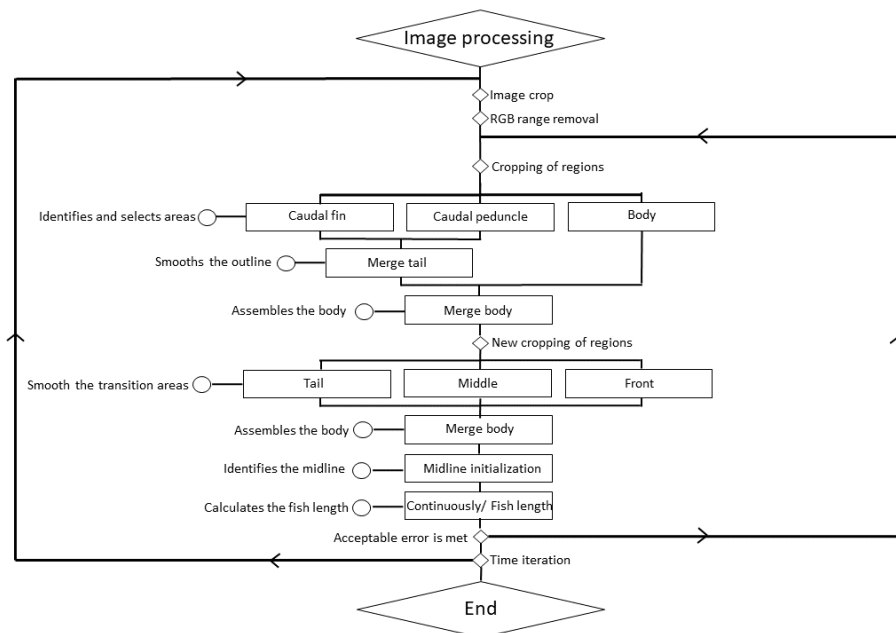 Image processing
Image crop
RGB range removal
Cropping of regions
Identifies and selects areas
Caudal fin
Caudal peduncle
Body
Smooths the outline
Merge tail
Assembles the body
Merge body
New cropping of regions
Smooth the transition areas
Tail
Middle
Front
Assembles the body
Merge body
Identifies the midline
Midline initialization
Calculates the fish length
Continuously/ Fish length
Acceptable error is met
Time iteration
End